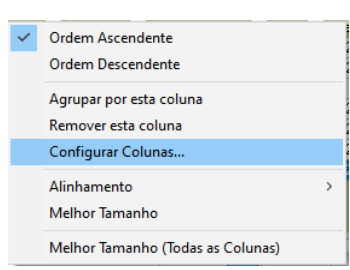 Ordem Ascendente
Ordem Descendente
Agrupar por esta coluna
Remover esta coluna
Configurar Colunas...
Alinhamento
Melhor Tamanho
Melhor Tamanho (Todas as Colunas)